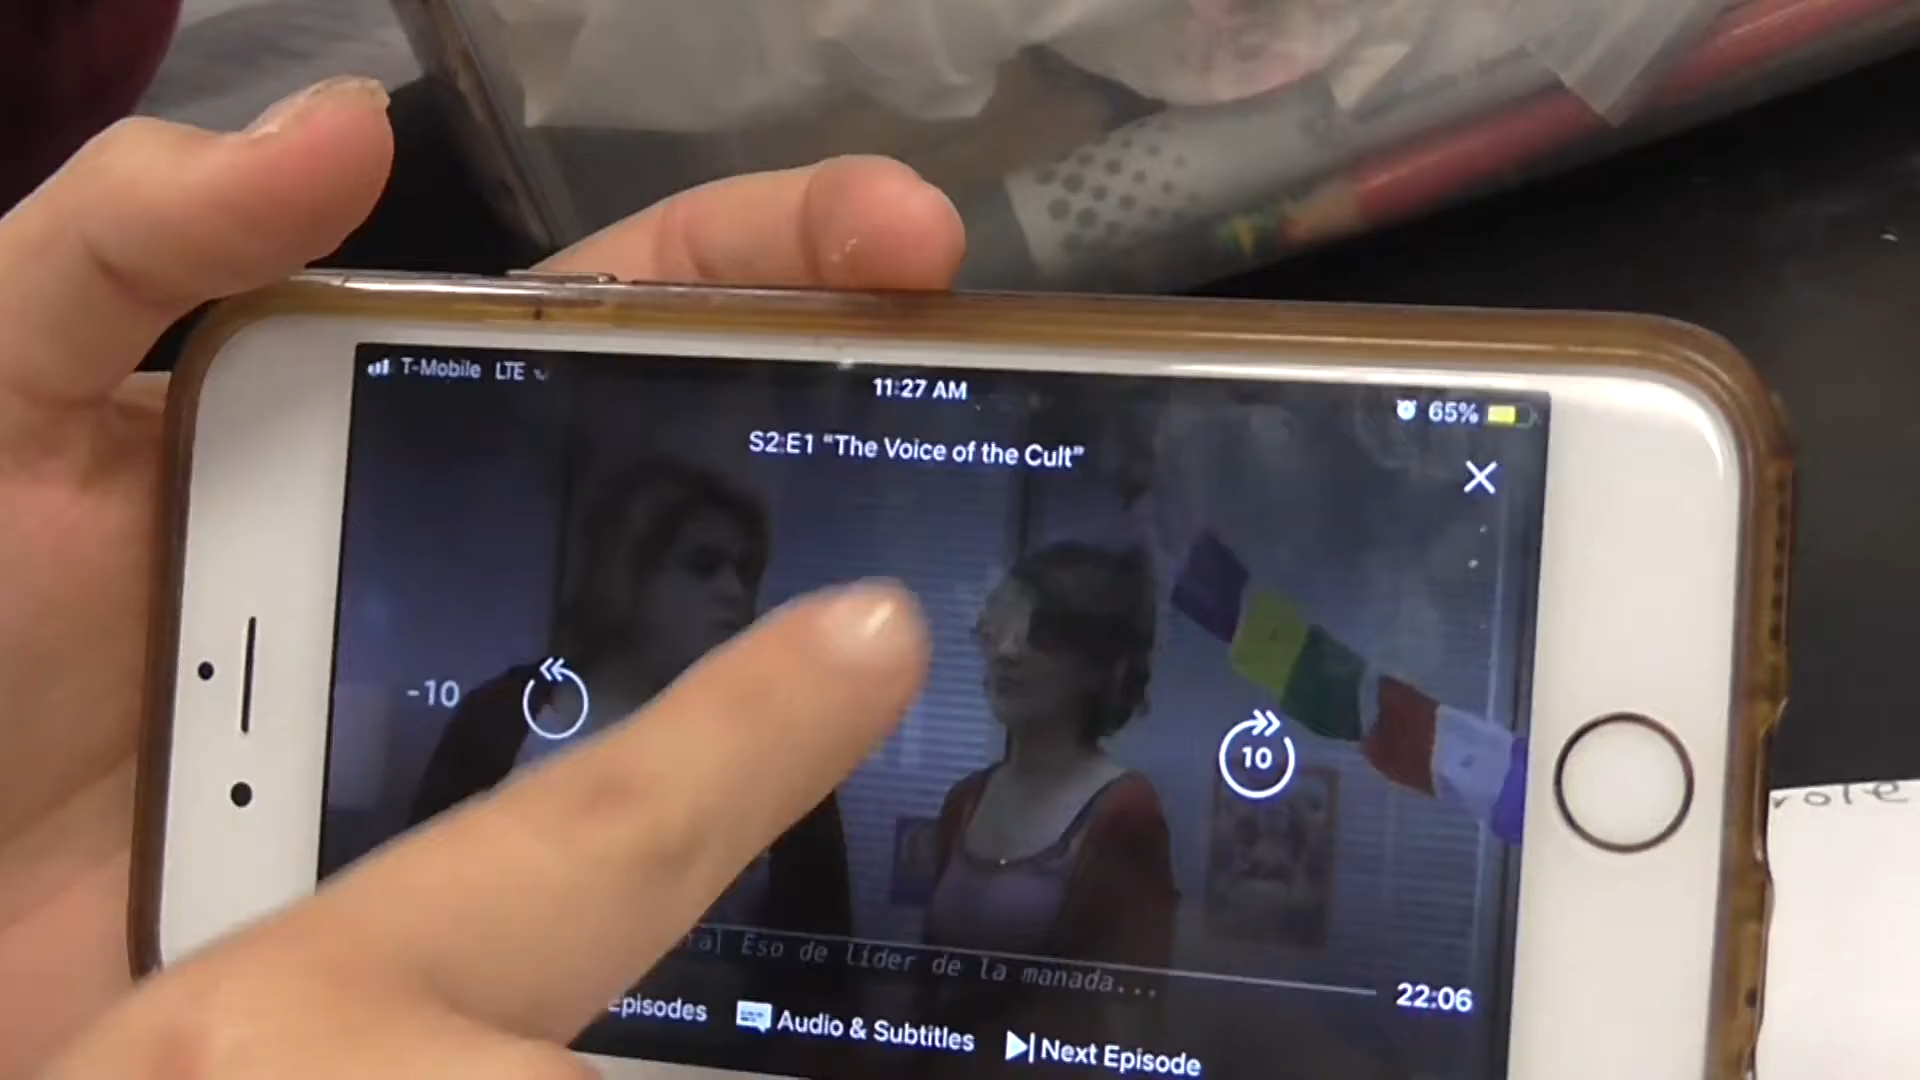 T-Mobile LTE
11:27 AM
65%
S2:E1 “The Voice of the Cult”
-10
10
Eso de líder de la manada...
22:06
Episodes
Audio & Subtitles
Next Episode
role